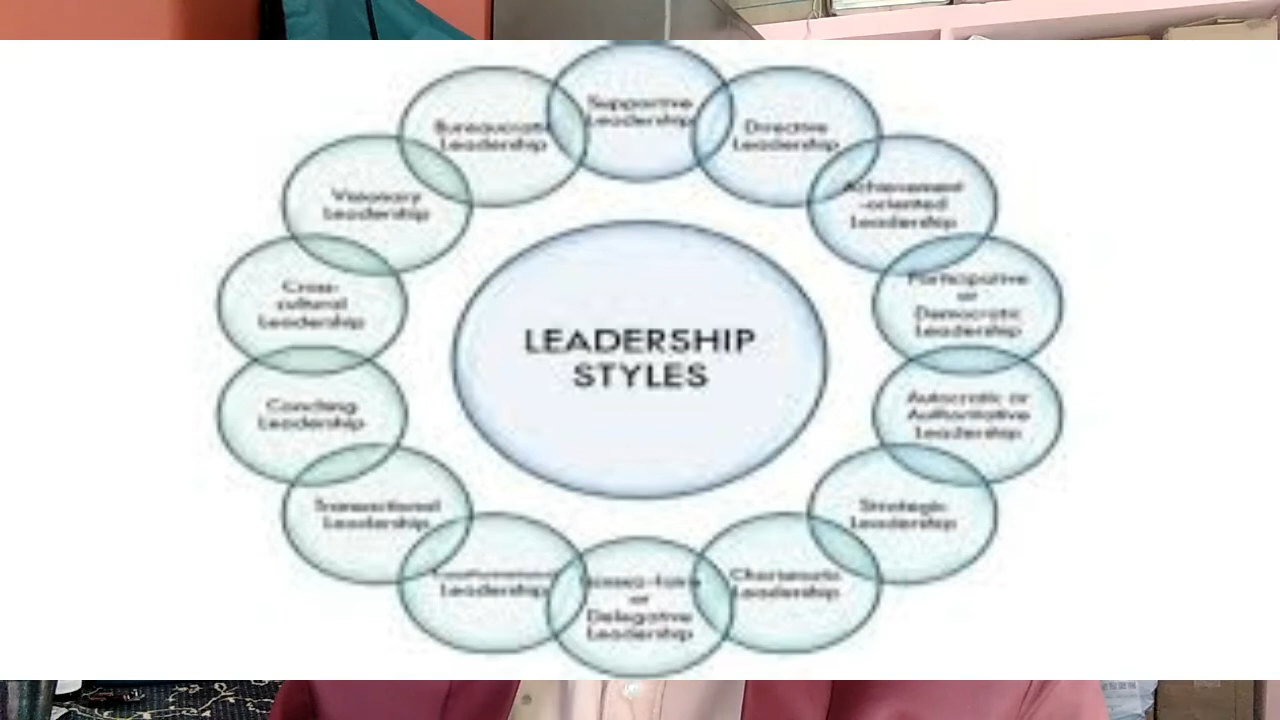 LEADERSHIP
STYLES
Supportive
Leadership
Directive
Leadership
Achievement
-oriented
Leadership
Participative
or
Democratic
Leadership
Autocratic or
Authoritative
Leadership
Strategic
Leadership
Charismatic
Leadership
Laissez-faire
or
Delegative
Leadership
Transformational
Leadership
Transactional
Leadership
Coaching
Leadership
Cross-
cultural
Leadership
Visionary
Leadership
Bureaucratic
Leadership